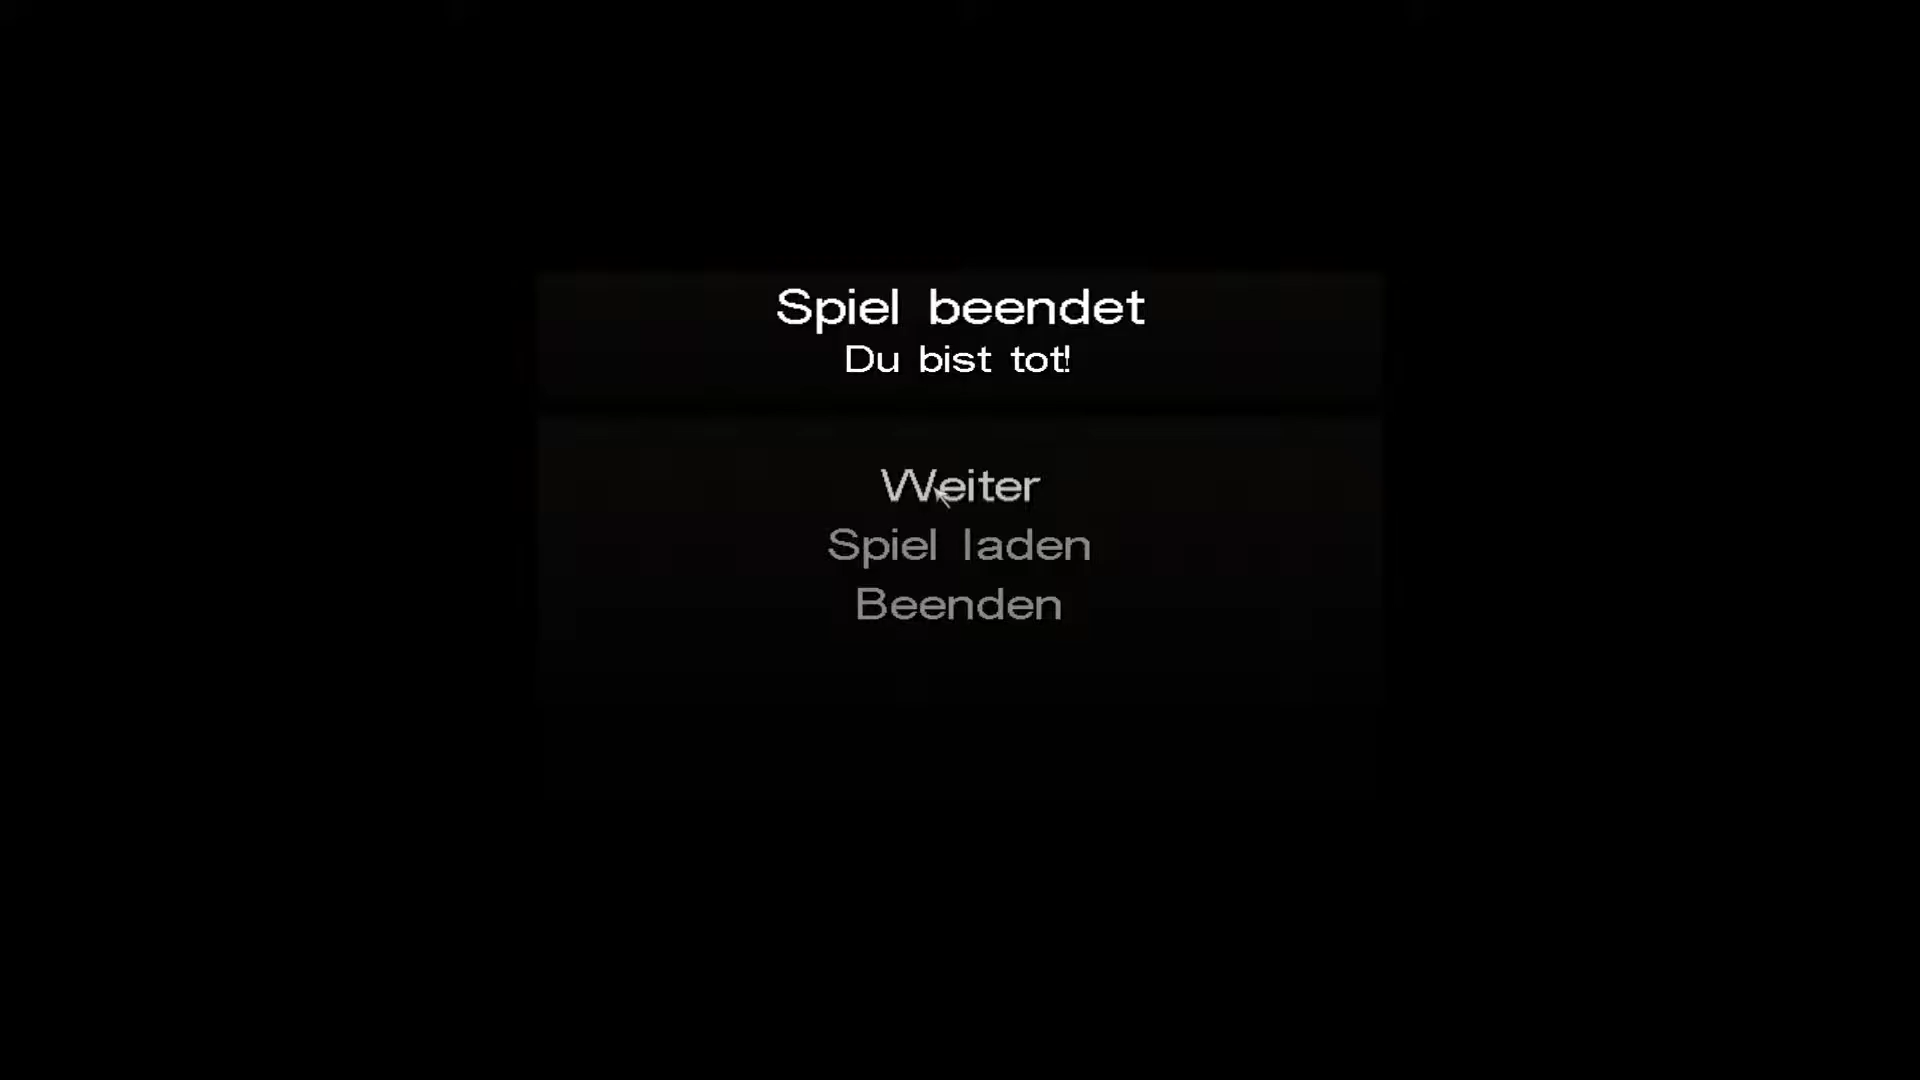 Spiel beendet
Du bist tot!
Weiter
Spiel laden
Beenden